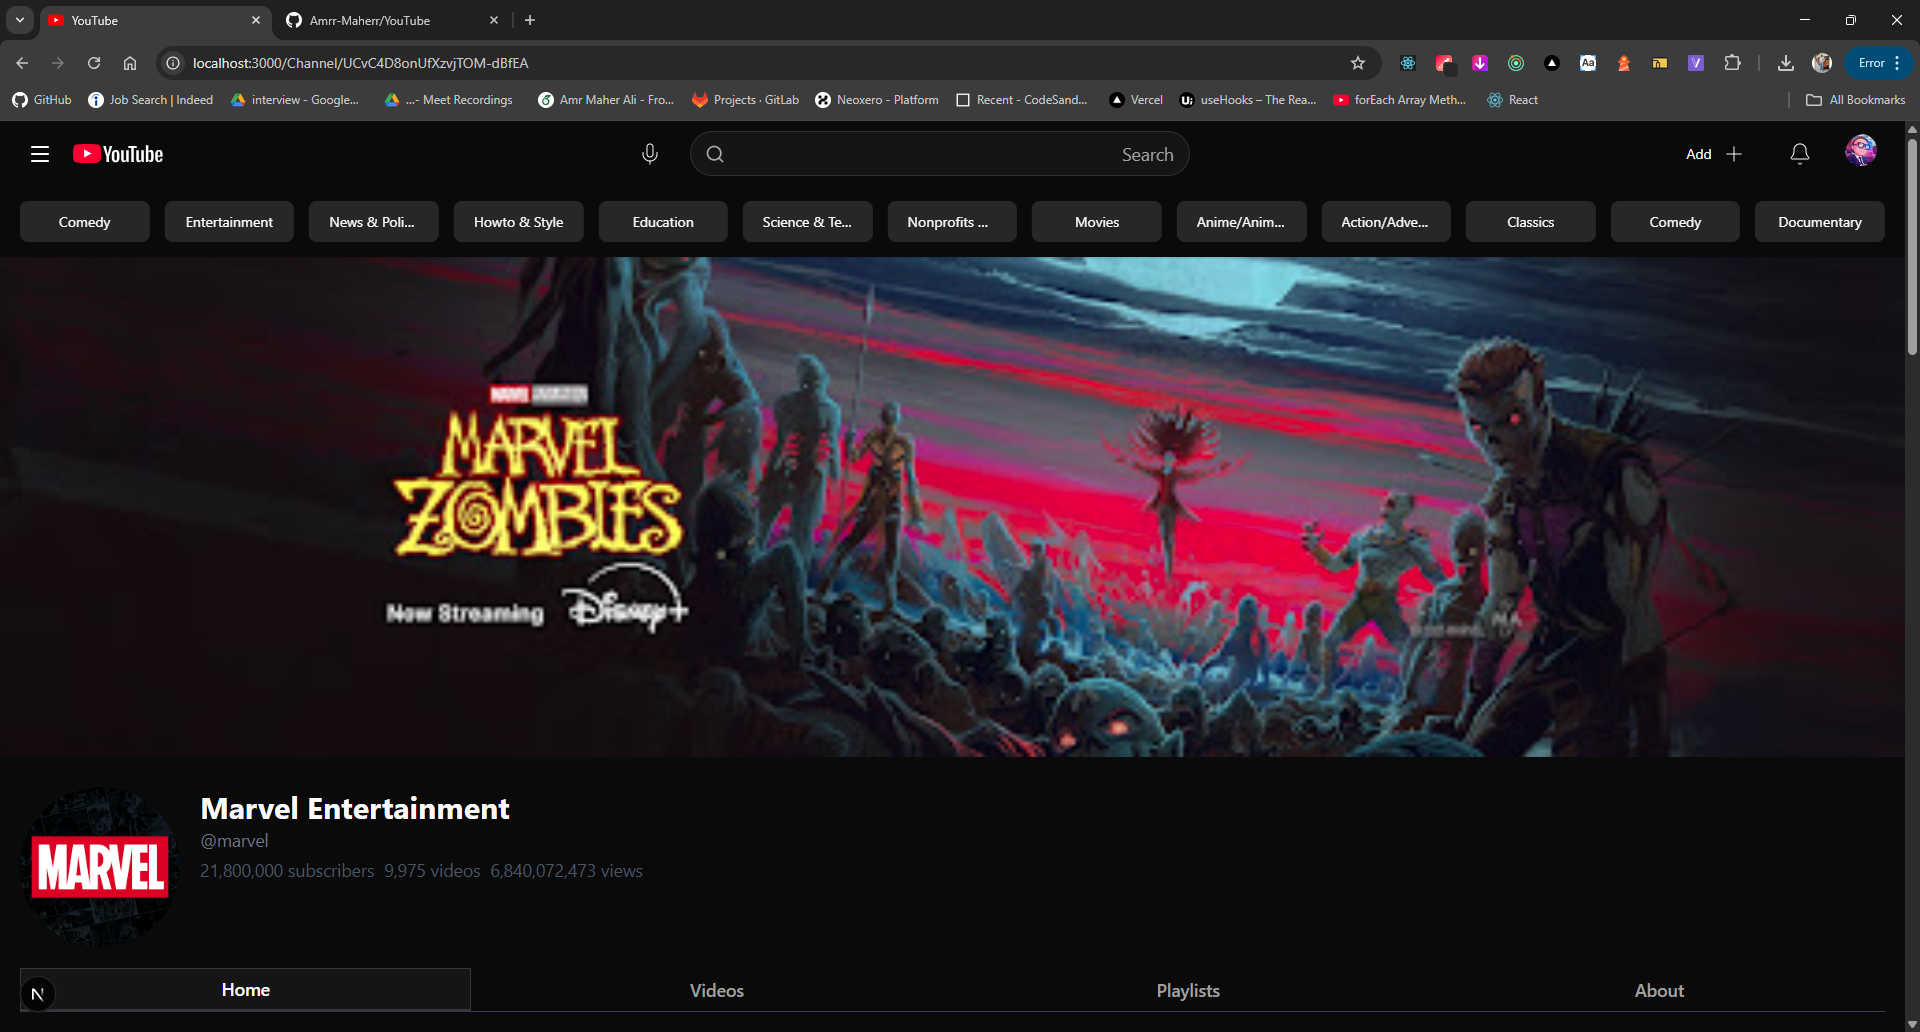 YouTube
Amrr-Maherr/YouTube
localhost:3000/Channel/UCvC4D8onUfXzvjTOM-dBfEA
Aa
Error
GitHub
Job Search | Indeed
interview - Google...
...- Meet Recordings
Amr Maher Ali - Fro...
Projects · GitLab
Neoxero - Platform
Recent - CodeSand...
Vercel
useHooks – The Rea...
forEach Array Meth...
React
All Bookmarks
YouTube
Search
Add
Comedy
Entertainment
News & Poli...
Howto & Style
Education
Science & Te...
Nonprofits ...
Movies
Anime/Anim...
Action/Adve...
Classics
Comedy
Documentary
MARVEL
MARVEL
ZOMBIES
Now Streaming Disney+
MARVEL
Marvel Entertainment
@marvel
21,800,000 subscribers 9,975 videos 6,840,072,473 views
N
Home
Videos
Playlists
About